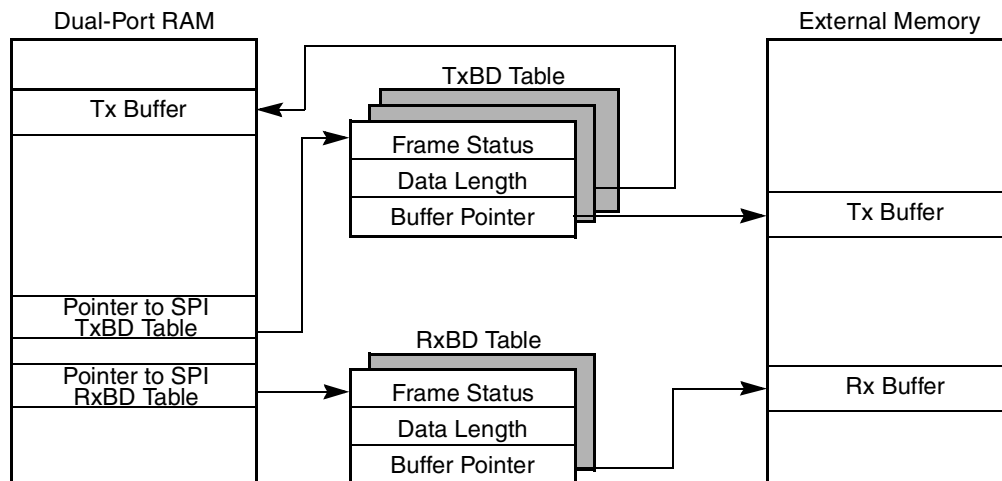 Dual-Port RAM
External Memory
TxBD Table
Tx Buffer
Frame Status
Data Length
Buffer Pointer
Tx Buffer
Pointer to SPI
TxBD Table
RxBD Table
Pointer to SPI
RxBD Table
Frame Status
Rx Buffer
Data Length
Buffer Pointer